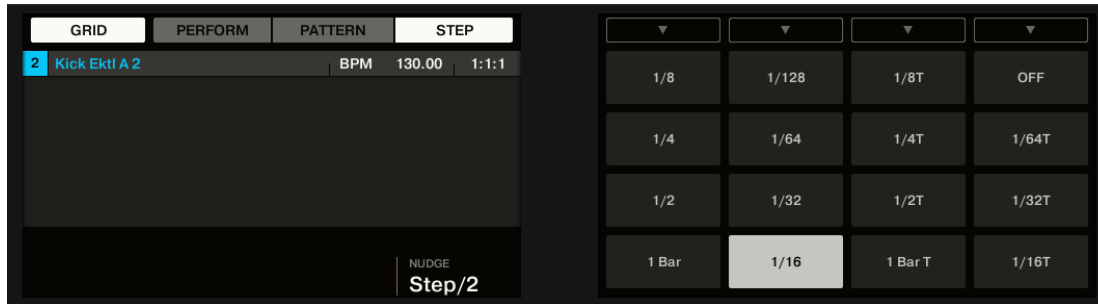 GRID PERFORM PATTERN STEP
2 Kick Ektl A 2 BPM 130.00 1:1:1
NUDGE
Step/2
1/8 1/128 1/8T OFF
1/4 1/64 1/4T 1/64T
1/2 1/32 1/2T 1/32T
1 Bar 1/16 1 Bar T 1/16T